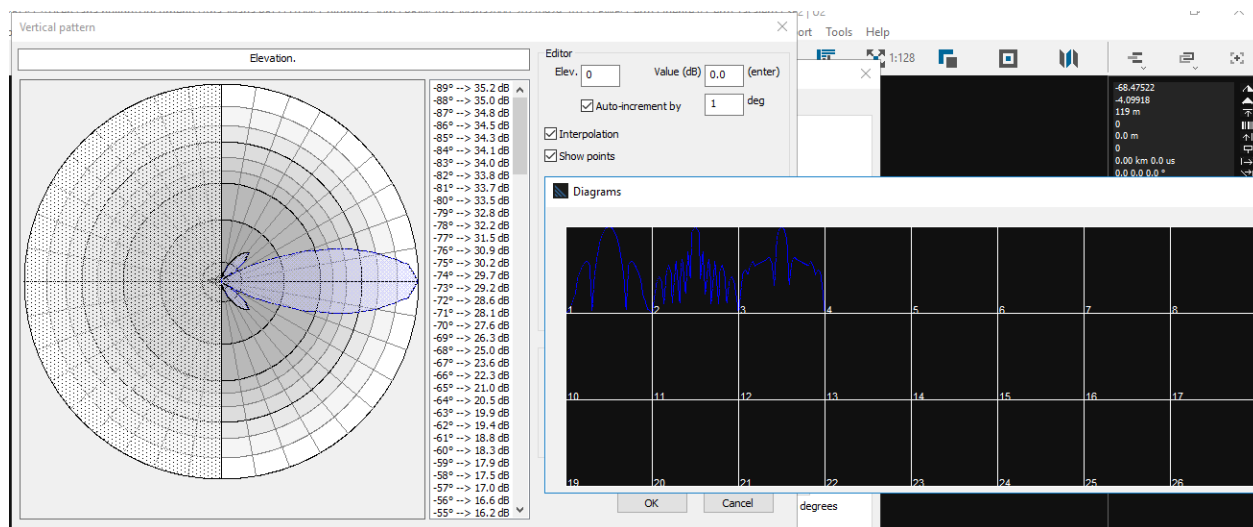 Vertical pattern
ort Tools Help
1:128
Elevation.
-89° --> 35.2 dB
-88° --> 35.0 dB
-87° --> 34.8 dB
-86° --> 34.5 dB
-85° --> 34.3 dB
-84° --> 34.1 dB
-83° --> 34.0 dB
-82° --> 33.8 dB
-81° --> 33.7 dB
-80° --> 33.5 dB
-79° --> 32.8 dB
-78° --> 32.2 dB
-77° --> 31.5 dB
-76° --> 30.9 dB
-75° --> 30.2 dB
-74° --> 29.7 dB
-73° --> 29.2 dB
-72° --> 28.6 dB
-71° --> 28.1 dB
-70° --> 27.6 dB
-69° --> 26.3 dB
-68° --> 25.0 dB
-67° --> 23.6 dB
-66° --> 22.3 dB
-65° --> 21.0 dB
-64° --> 20.5 dB
-63° --> 19.9 dB
-62° --> 19.4 dB
-61° --> 18.8 dB
-60° --> 18.3 dB
-59° --> 17.9 dB
-58° --> 17.5 dB
-57° --> 17.0 dB
-56° --> 16.6 dB
-55° --> 16.2 dB
Editor
Elev. 0 Value (dB) 0.0 (enter)
Auto-increment by 1 deg
Interpolation
Show points
OK Cancel
degrees
-68.47522
-4.09918
119 m
0
0.0 m
0
0.00 km 0.0 us
0.0 0.0 0.0 °
Diagrams
1 2 3 4 5 6 7 8
10 11 12 13 14 15 16 17
19 20 21 22 23 24 25 26